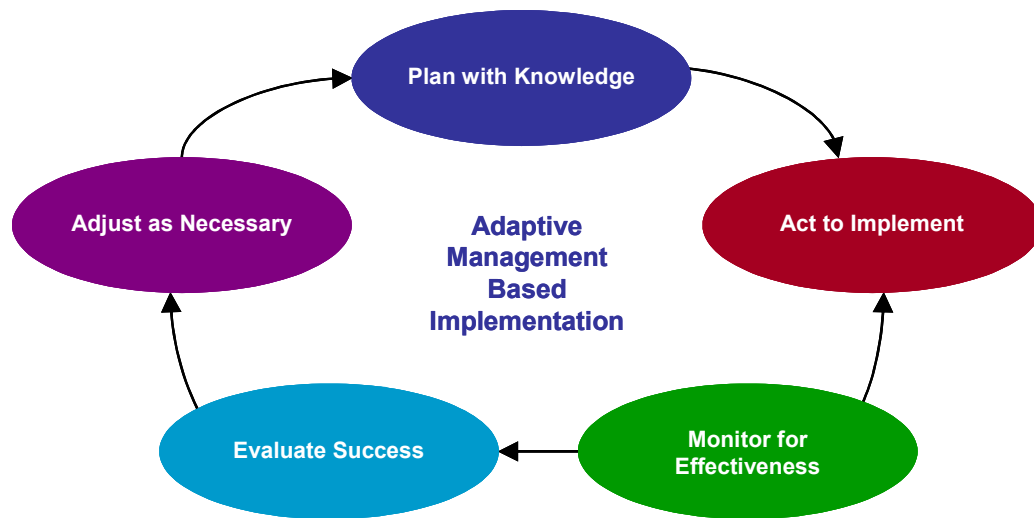 Plan with Knowledge
Adjust as Necessary
Act to Implement
Adaptive
Management
Based
Implementation
Evaluate Success
Monitor for
Effectiveness